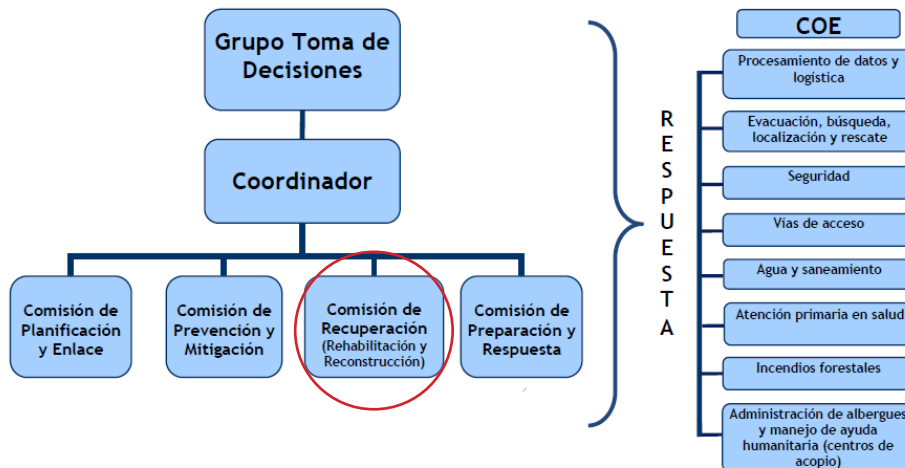 Grupo Toma de
Decisiones
Coordinador
Comisión de
Planificación
y Enlace
Comisión de
Prevención y
Mitigación
Comisión de
Recuperación
(Rehabilitación y
Reconstrucción)
Comisión de
Preparación y
Respuesta
RESPUESTA
COE
Procesamiento de datos y
logística
Evacuación, búsqueda,
localización y rescate
Seguridad
Vías de acceso
Agua y saneamiento
Atención primaria en salud
Incendios forestales
Administración de albergues
y manejo de ayuda
humanitaria (centros de
acopio)